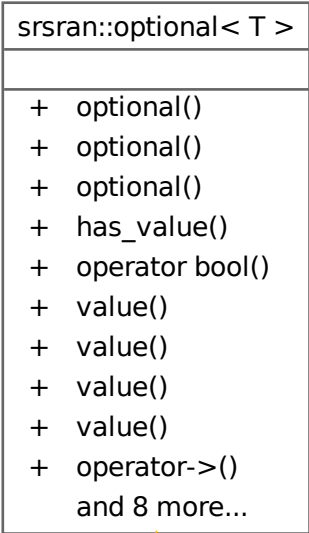 srsran::optional< T >
+ optional()
+ optional()
+ optional()
+ has_value()
+ operator bool()
+ value()
+ value()
+ value()
+ value()
+ operator->()
and 8 more...